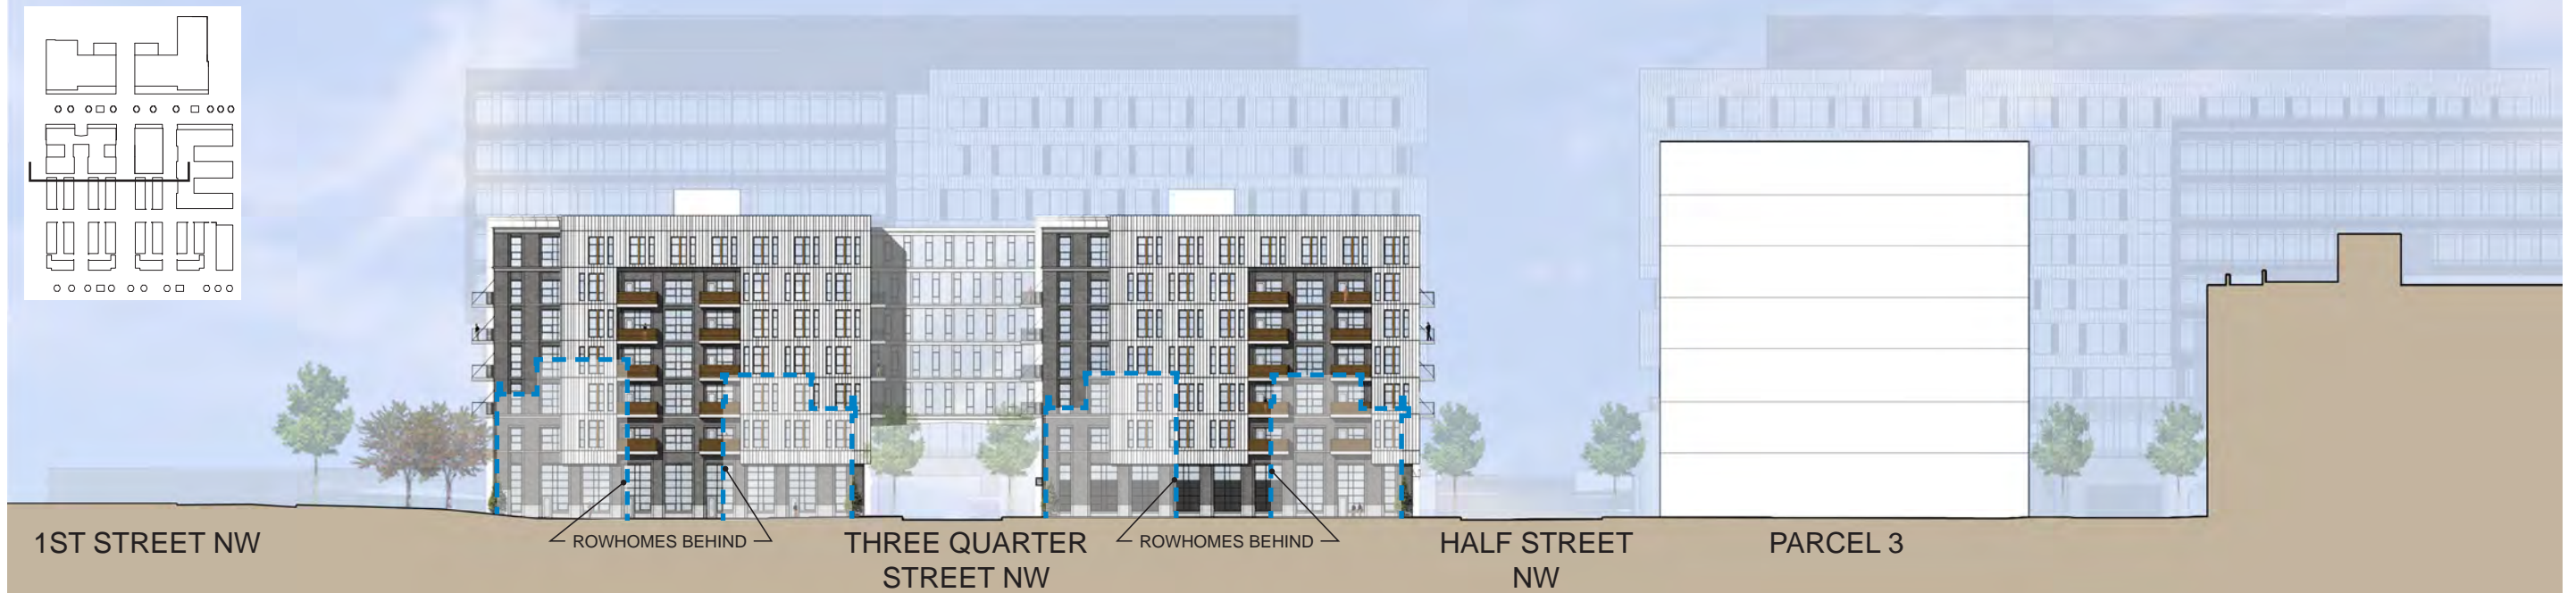 1ST STREET NW
ROWHOMES BEHIND
THREE QUARTER
STREET NW
ROWHOMES BEHIND
HALF STREET
NW
PARCEL 3